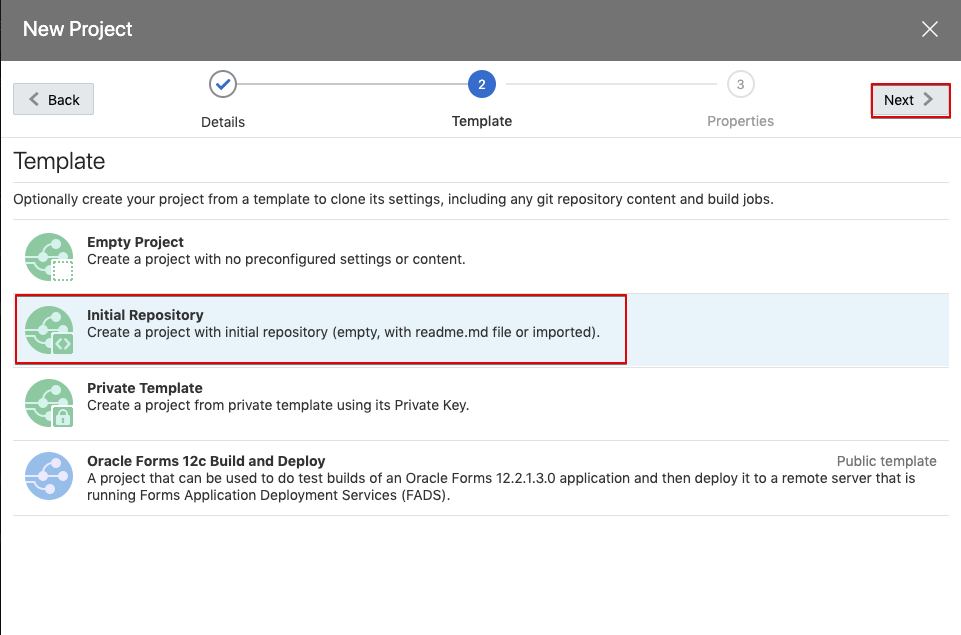 New Project
Back
2
3
Next
Details
Template
Properties
Template
Optionally create your project from a template to clone its settings, including any git repository content and build jobs.
Empty Project
Create a project with no preconfigured settings or content.
Initial Repository
Create a project with initial repository (empty, with readme.md file or imported).
Private Template
Create a project from private template using its Private Key.
Oracle Forms 12c Build and Deploy
Public template
A project that can be used to do test builds of an Oracle Forms 12.2.1.3.0 application and then deploy it to a remote server that is
running Forms Application Deployment Services (FADS).